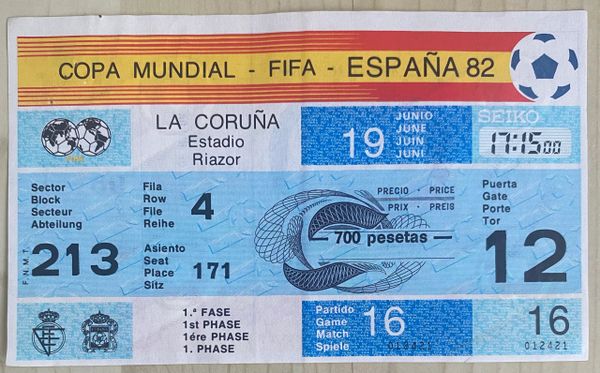 COPA MUNDIAL - FIFA - ESPAÑA 82
FIFA
LA CORUÑA
Estadio
Riazor
19
JUNIO
JUNE
JUIN
JUNI
SEIKO
17:15 00
Sector
Block
Secteur
Abteilung
213
F.N.M.T.
Fila
Row
File
Reihe
4
Asiento
Seat
Place
Sitz
171
PRECIO - PRICE
PRIX - PREIS
700 pesetas
Puerta
Gate
Porte
Tor
12
1.ª FASE
1st PHASE
1ére PHASE
1. PHASE
Partido
Game
Match
Spiele
16
012421
16
012421